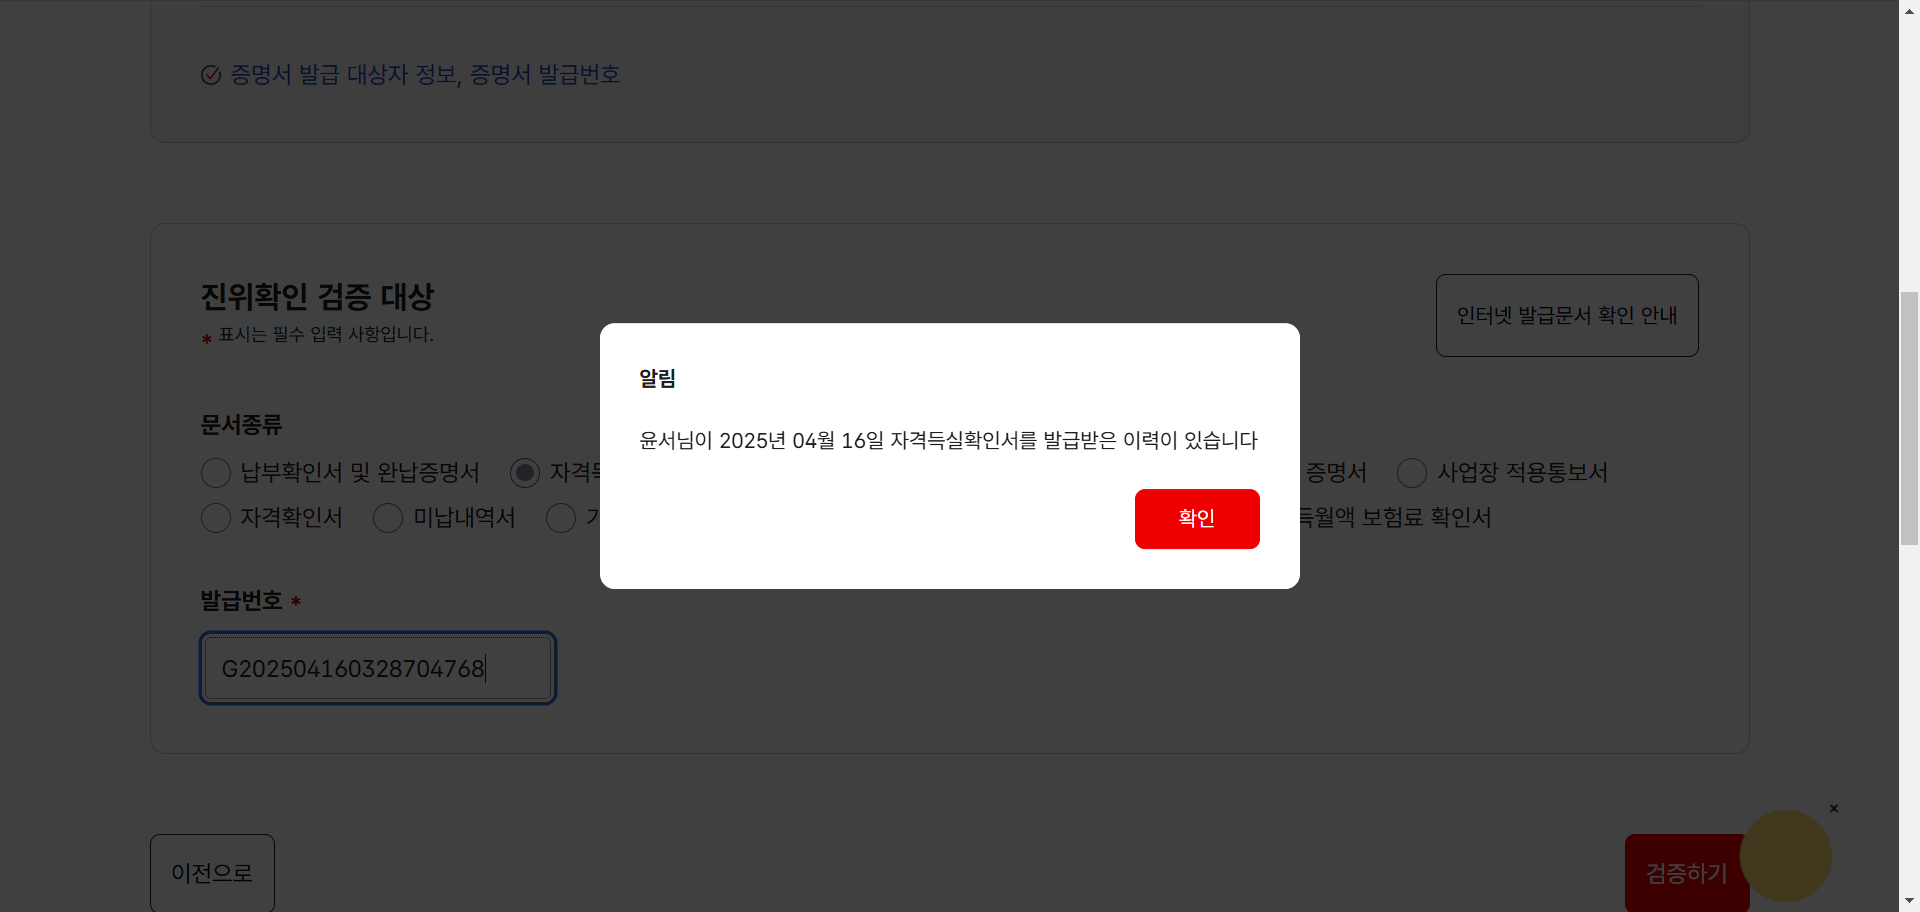 증명서 발급 대상자 정보, 증명서 발급번호
진위확인 검증 대상
* 표시는 필수 입력 사항입니다.
인터넷 발급문서 확인 안내
알림
윤서님이 2025년 04월 16일 자격득실확인서를 발급받은 이력이 있습니다
확인
문서종류
납부확인서 및 완납증명서
증명서
사업장 적용통보서
자격확인서
미납내역서
월액 보험료 확인서
발급번호 *
G202504160328704768
이전으로
검증하기